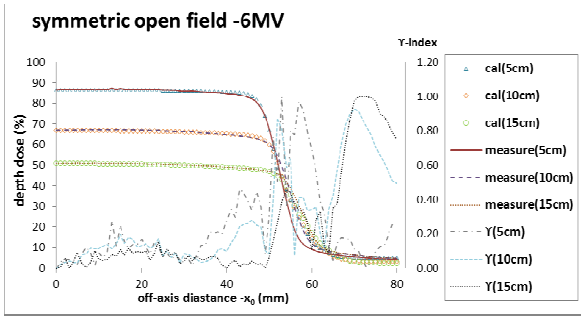 symmetric open field -6MV
ϒ-index
depth dose (%)
100
90
80
70
60
50
40
30
20
10
0
1.20
1.00
0.80
0.60
0.40
0.20
0.00
0
20
40
60
80
off-axis diastance -x₀ (mm)
cal(5cm)
cal(10cm)
cal(15cm)
measure(5cm)
measure(10cm)
measure(15cm)
ϒ(5cm)
ϒ(10cm)
ϒ(15cm)